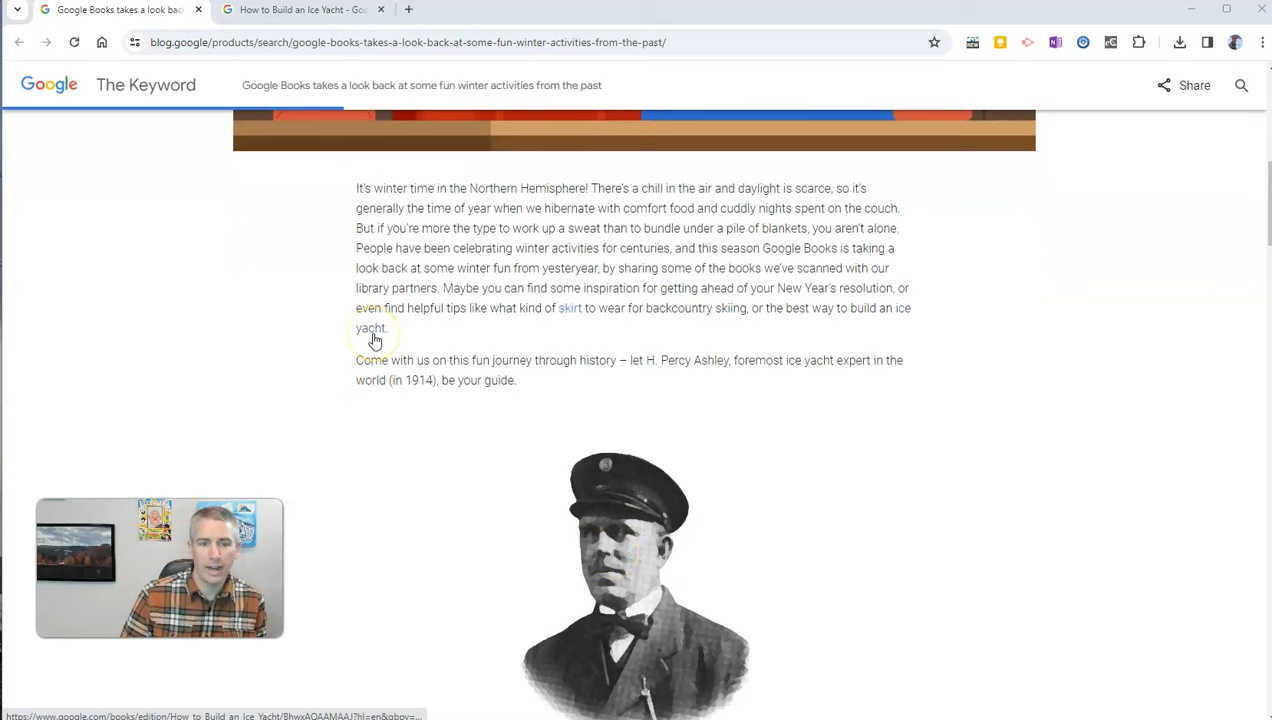 Google Books takes a look back
How to Build an Ice Yacht - Goo
blog.google/products/search/google-books-takes-a-look-back-at-some-fun-winter-activities-from-the-past/
Google The Keyword Google Books takes a look back at some fun winter activities from the past Share
It's winter time in the Northern Hemisphere! There's a chill in the air and daylight is scarce, so it's
generally the time of year when we hibernate with comfort food and cuddly nights spent on the couch.
But if you're more the type to work up a sweat than to bundle under a pile of blankets, you aren't alone.
People have been celebrating winter activities for centuries, and this season Google Books is taking a
look back at some winter fun from yesteryear, by sharing some of the books we've scanned with our
library partners. Maybe you can find some inspiration for getting ahead of your New Year's resolution, or
even find helpful tips like what kind of skirt to wear for backcountry skiing, or the best way to build an ice
yacht.
Come with us on this fun journey through history – let H. Percy Ashley, foremost ice yacht expert in the
world (in 1914), be your guide.
https://www.google.com/books/edition/How_to_Build_an_Ice_Yacht/BhwxAQAAMAAJ?hl=en&gbpv=...